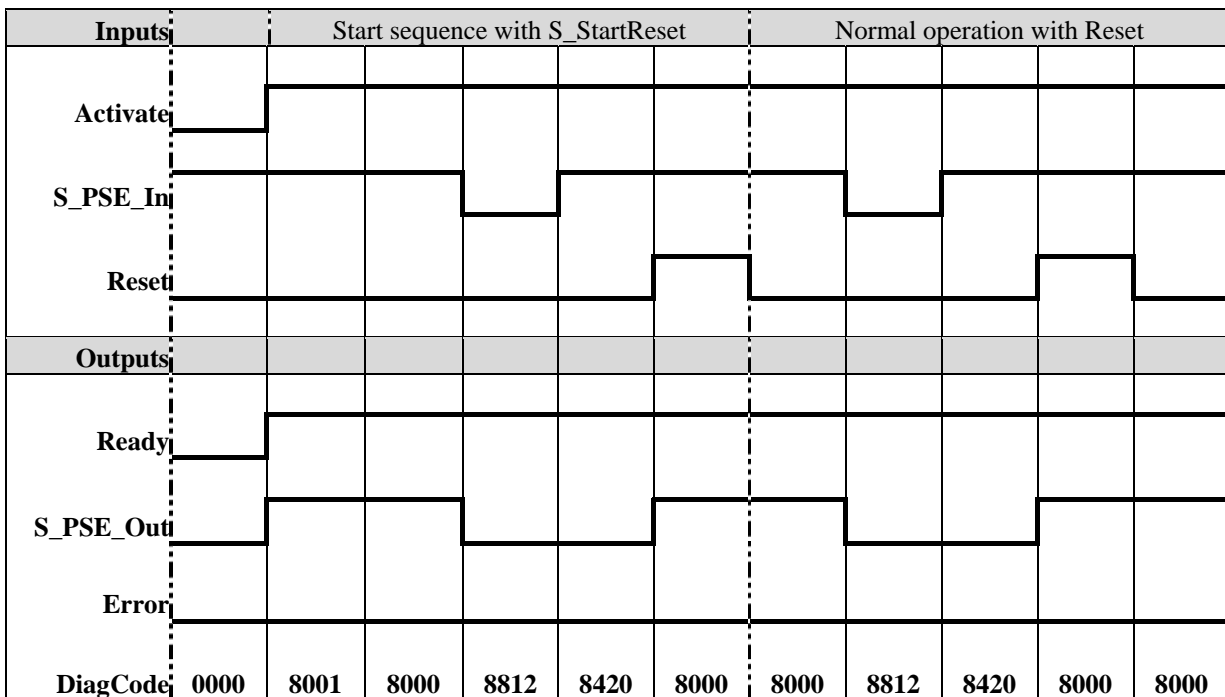 Inputs Start sequence with S_StartReset Normal operation with Reset
Activate
S_PSE_In
Reset
Outputs
Ready
S_PSE_Out
Error
DiagCode 0000 8001 8000 8812 8420 8000 8000 8812 8420 8000 8000